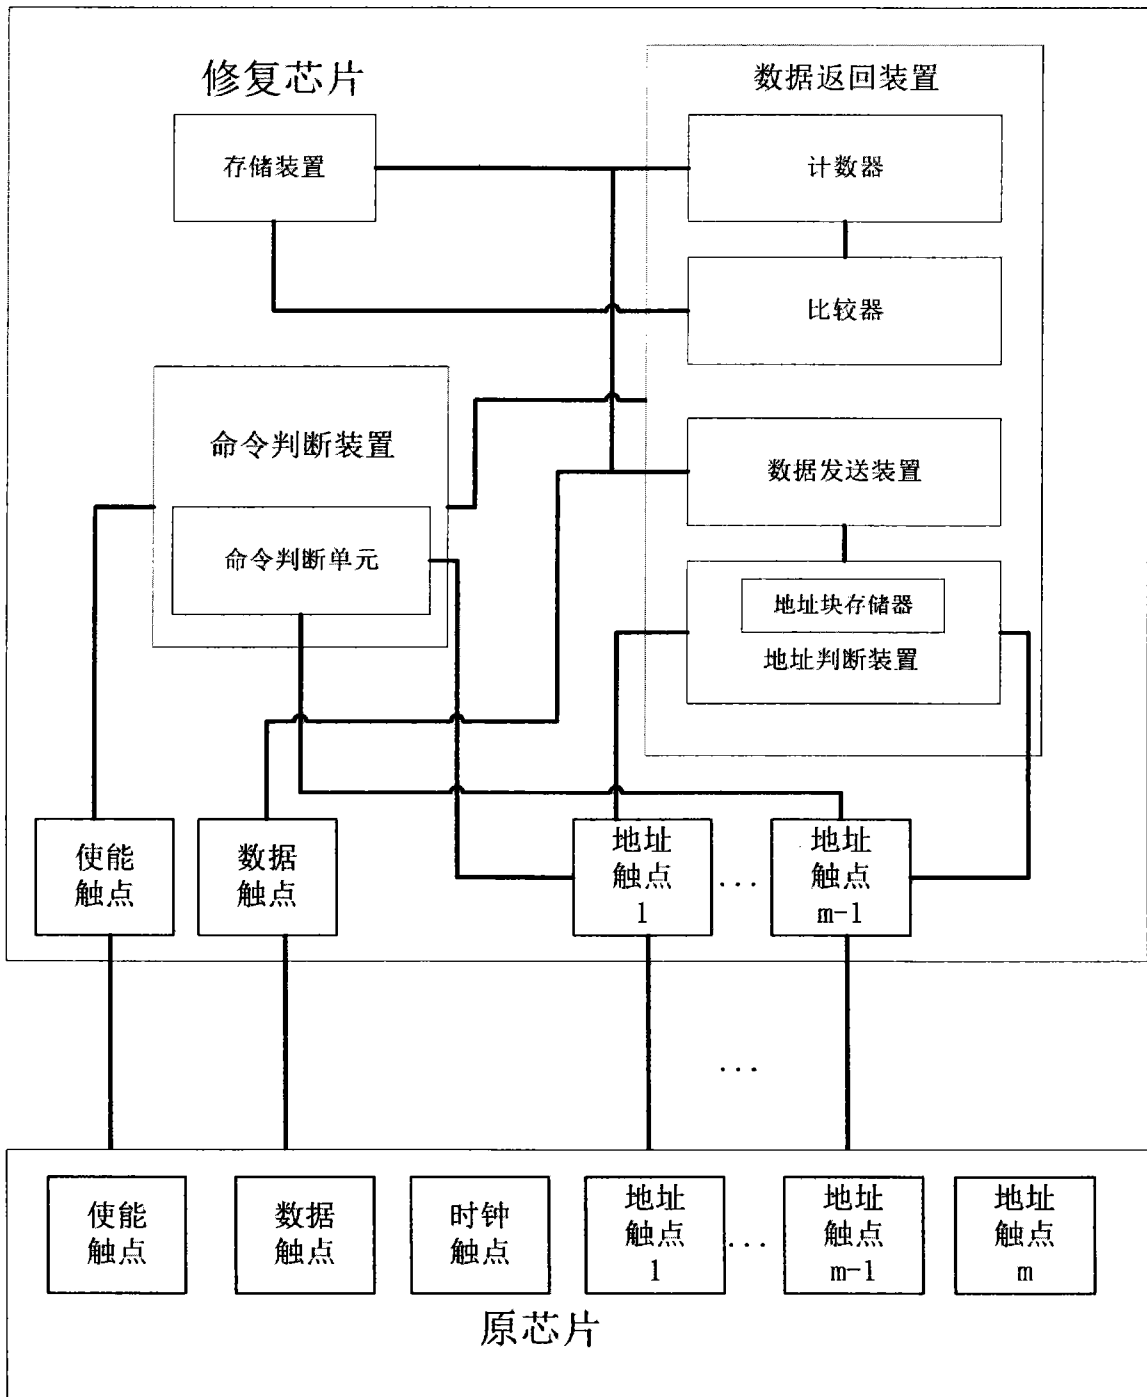 修复芯片
数据返回装置
存储装置
计数器
比较器
命令判断装置
数据发送装置
命令判断单元
地址块存储器
地址判断装置
使能
触点
数据
触点
地址
触点
1
...
地址
触点
m-1
...
使能
触点
数据
触点
时钟
触点
地址
触点
1
...
地址
触点
m-1
地址
触点
m
原芯片